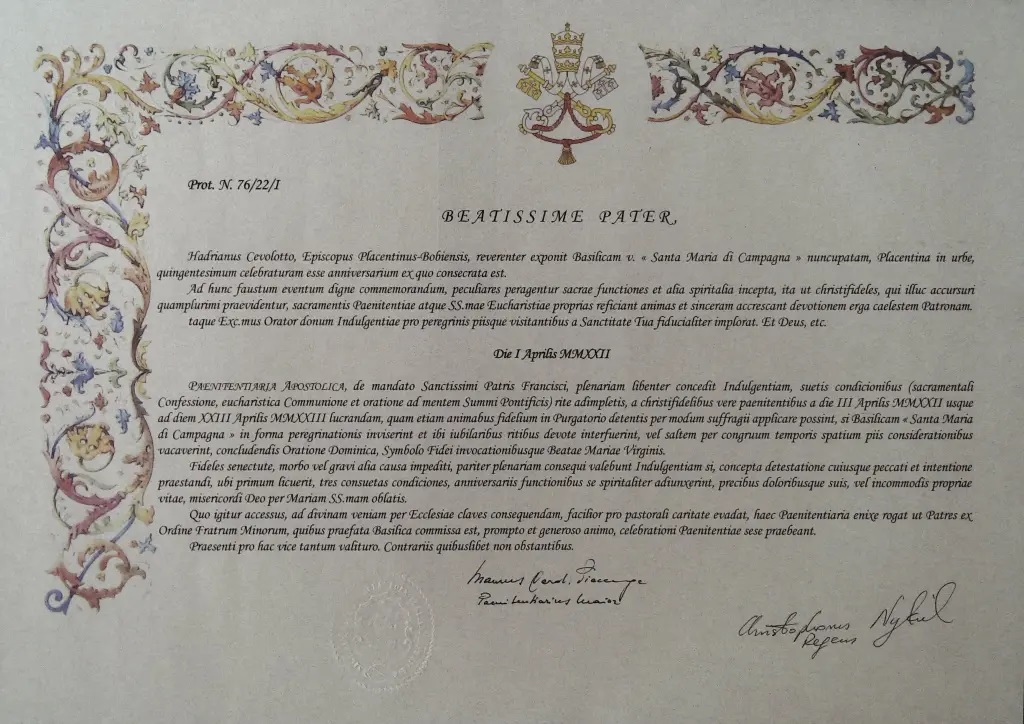 Prot. N. 76/22/I
BEATISSIME PATER,
Hadrianus Cevolotto, Episcopus Placentinus-Bobiensis, reverenter exponit Basilicam v. « Santa Maria di Campagna » nuncupatam, Placentina in urbe,
quingentesimum celebraturam esse anniversarium ex quo consecrata est.
Ad hunc faustum eventum digne commemorandum, peculiares peragentur sacrae functiones et alia spiritalia incepta, ita ut christifideles, qui illuc accursuri
quamplurimi praevidentur, sacramentis Paenitentiae atque SS.mae Eucharistiae proprias reficiant animas et sinceram accrescant devotionem erga caelestem Patronam.
taque Exc.mus Orator donum Indulgentiae pro peregrinis piisque visitantibus a Sanctitate Tua fiducialiter implorat. Et Deus, etc.
Die I Aprilis MMXXII
PAENITENTIARIA APOSTOLICA, de mandato Sanctissimi Patris Francisci, plenariam libenter concedit Indulgentiam, suetis condicionibus (sacramentali
Confessione, eucharistica Communione et oratione ad mentem Summi Pontificis) rite adimpletis, a christifidelibus vere paenitentibus a die III Aprilis MMXXII usque
ad diem XXIII Aprilis MMXXIII lucrandam, quam etiam animabus fidelium in Purgatorio detentis per modum suffragii applicare possint, si Basilicam « Santa Maria
di Campagna » in forma peregrinationis inviserint et ibi iubilaribus ritibus devote interfuerint, vel saltem per congruum temporis spatium piis considerationibus
vacaverint, concludendis Oratione Dominica, Symbolo Fidei invocationibusque Beatae Mariae Virginis.
Fideles senectute, morbo vel gravi alia causa impediti, pariter plenariam consequi valebunt Indulgentiam si, concepta detestatione cuiusque peccati et intentione
praestandi, ubi primum licuerit, tres consuetas condiciones, anniversariis functionibus se spiritaliter adiunxerint, precibus doloribusque suis, vel incommodis propriae
vitae, misericordi Deo per Mariam SS.mam oblatis.
Quo igitur accessus, ad divinam veniam per Ecclesiae claves consequendam, facilior pro pastorali caritate evadat, haec Paenitentiaria enixe rogat ut Patres ex
Ordine Fratrum Minorum, quibus praefata Basilica commissa est, prompto et generoso animo, celebrationi Paenitentiae sese praebeant.
Praesenti pro hac vice tantum valituro. Contrariis quibuslibet non obstantibus.
Maurus Card. Piacenza
Paenitentiarius Maior
Christophorus Nykiel
Regens